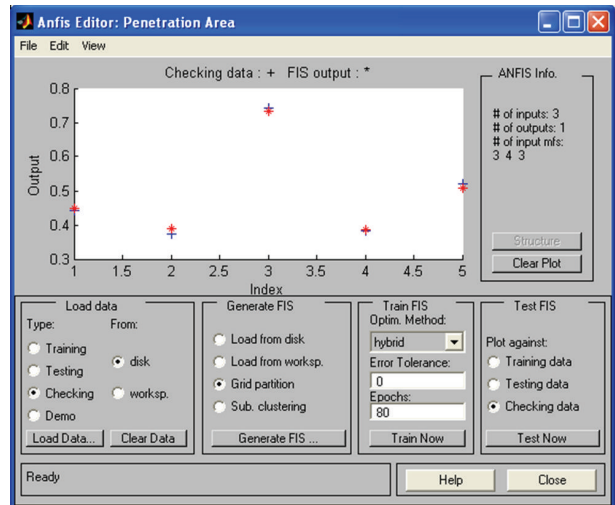 Anfis Editor: Penetration Area
File Edit View
Checking data : + FIS output : *
0.8
0.7
0.6
0.5
0.4
0.3
Output
1 1.5 2 2.5 3 3.5 4 4.5 5
Index
ANFIS Info.
# of inputs: 3
# of outputs: 1
# of input mfs:
3 4 3
Structure
Clear Plot
Load data
Type: From:
Training
Testing
Checking
Demo
disk
worksp.
Load Data... Clear Data
Generate FIS
Load from disk
Load from worksp.
Grid partition
Sub. clustering
Generate FIS ...
Train FIS
Optim. Method:
hybrid
Error Tolerance:
0
Epochs:
80
Train Now
Test FIS
Plot against:
Training data
Testing data
Checking data
Test Now
Ready
Help Close